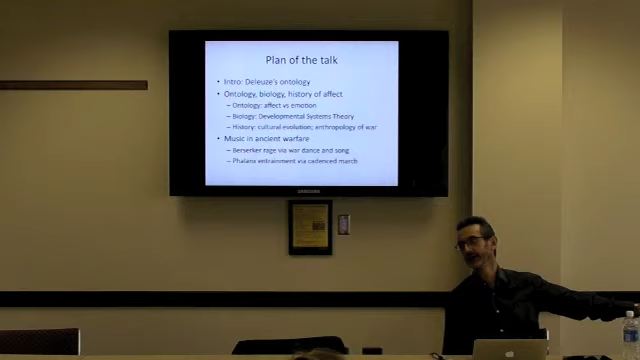 Plan of the talk
• Intro: Deleuze's ontology
• Ontology, biology, history of affect
– Ontology: affect vs emotion
– Biology: Developmental Systems Theory
– History: cultural evolution; anthropology of war
• Music in ancient warfare
– Berserker rage via war dance and song
– Phalanx entrainment via cadenced march
SAMSUNG